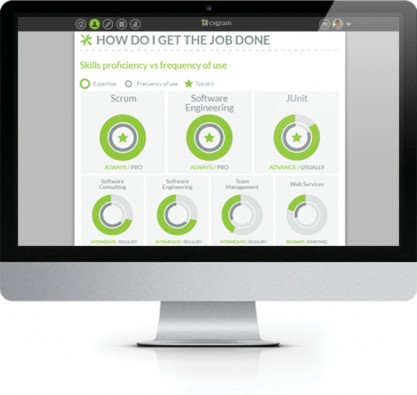 cvgram
HOW DO I GET THE JOB DONE
Skills proficiency vs frequency of use
Expertise Frequency of use Top skill
Scrum
Software Engineering
JUnit
ALWAYS / PRO
ALWAYS / PRO
ADVANCE / USUALLY
Software Consulting
Software Engineering
Team Management
Web Services
INTERMEDIATE / REGULARY
INTERMEDIATE / REGULARY
INTERMEDIATE / REGULARY
BEGINNER / SOMETIMES